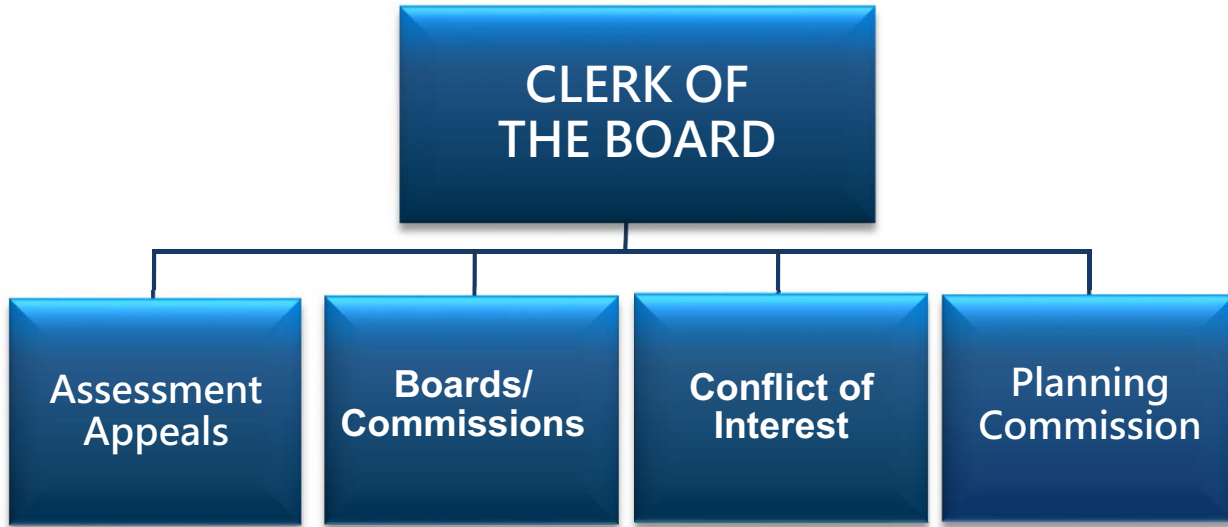 CLERK OF
THE BOARD
Assessment
Appeals
Boards/
Commissions
Conflict of
Interest
Planning
Commission